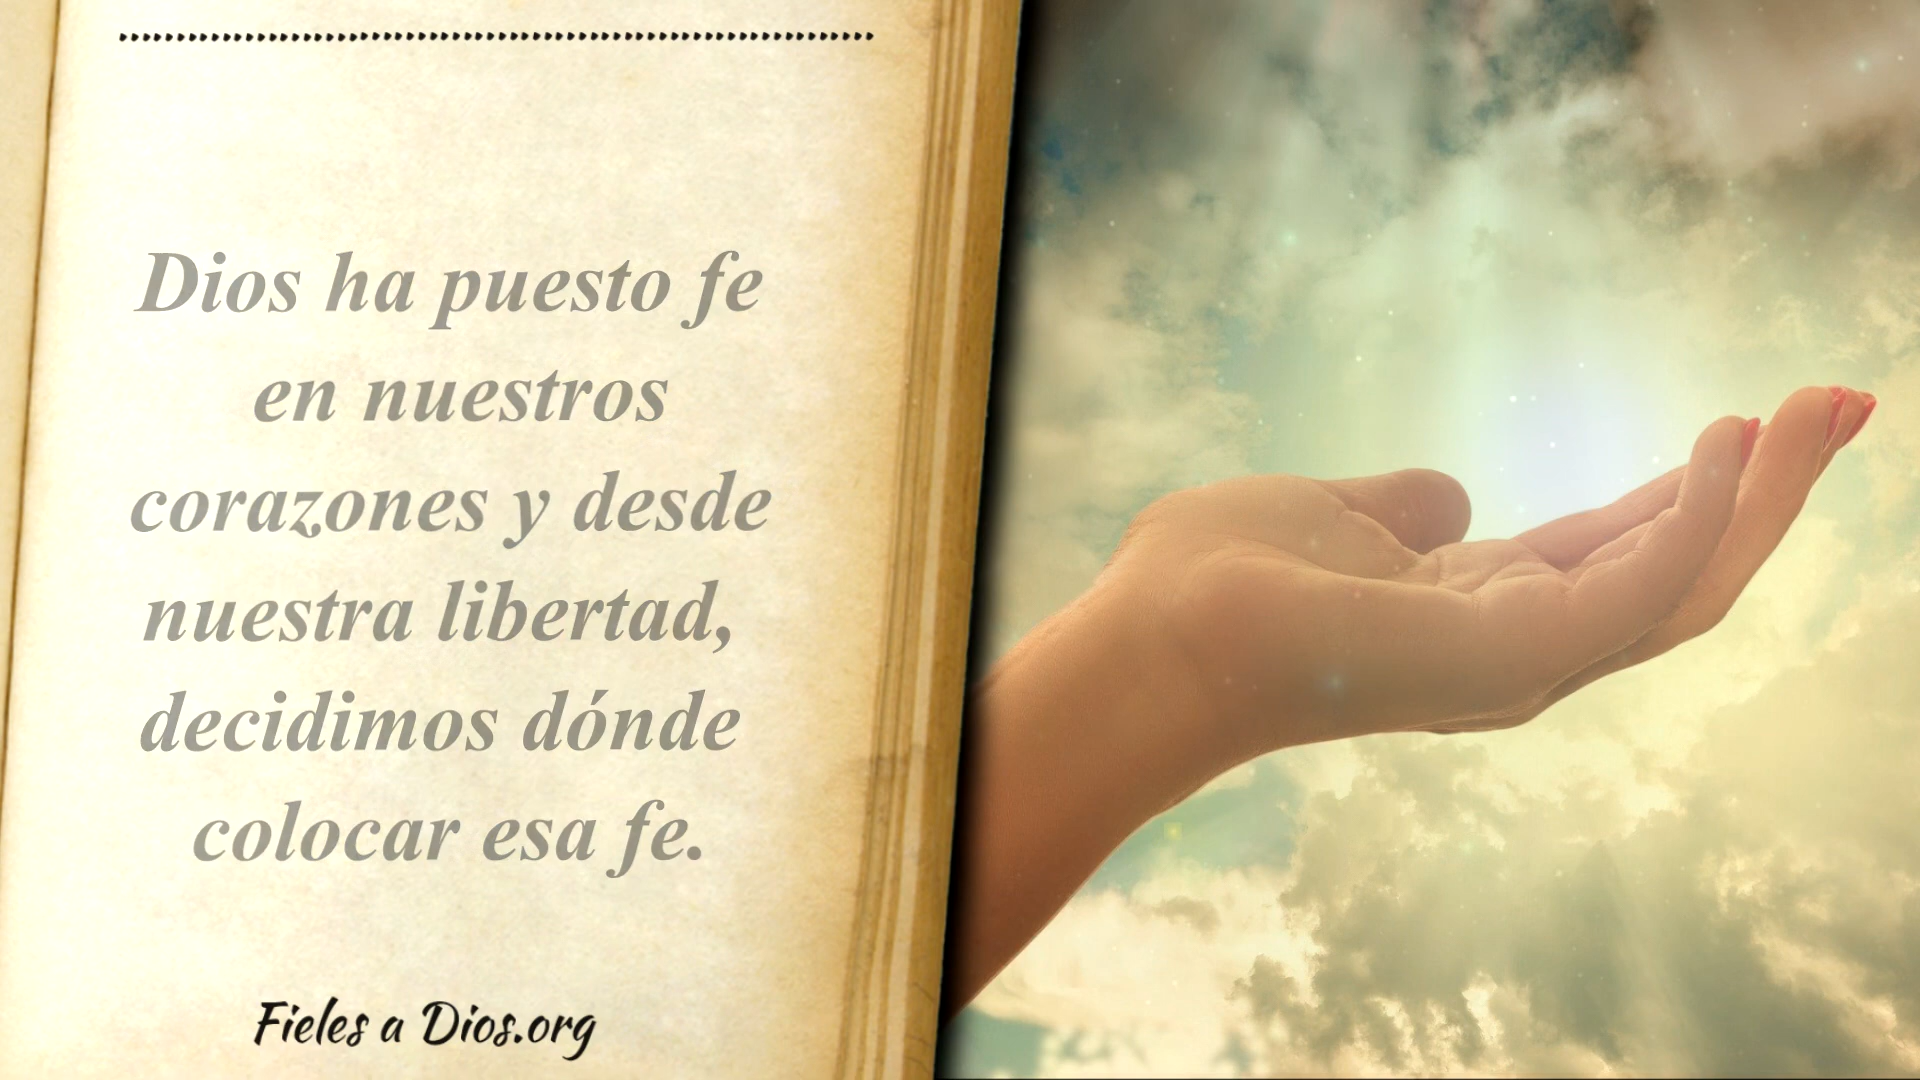 Dios ha puesto fe
en nuestros
corazones y desde
nuestra libertad,
decidimos dónde
colocar esa fe.
Fieles a Dios.org